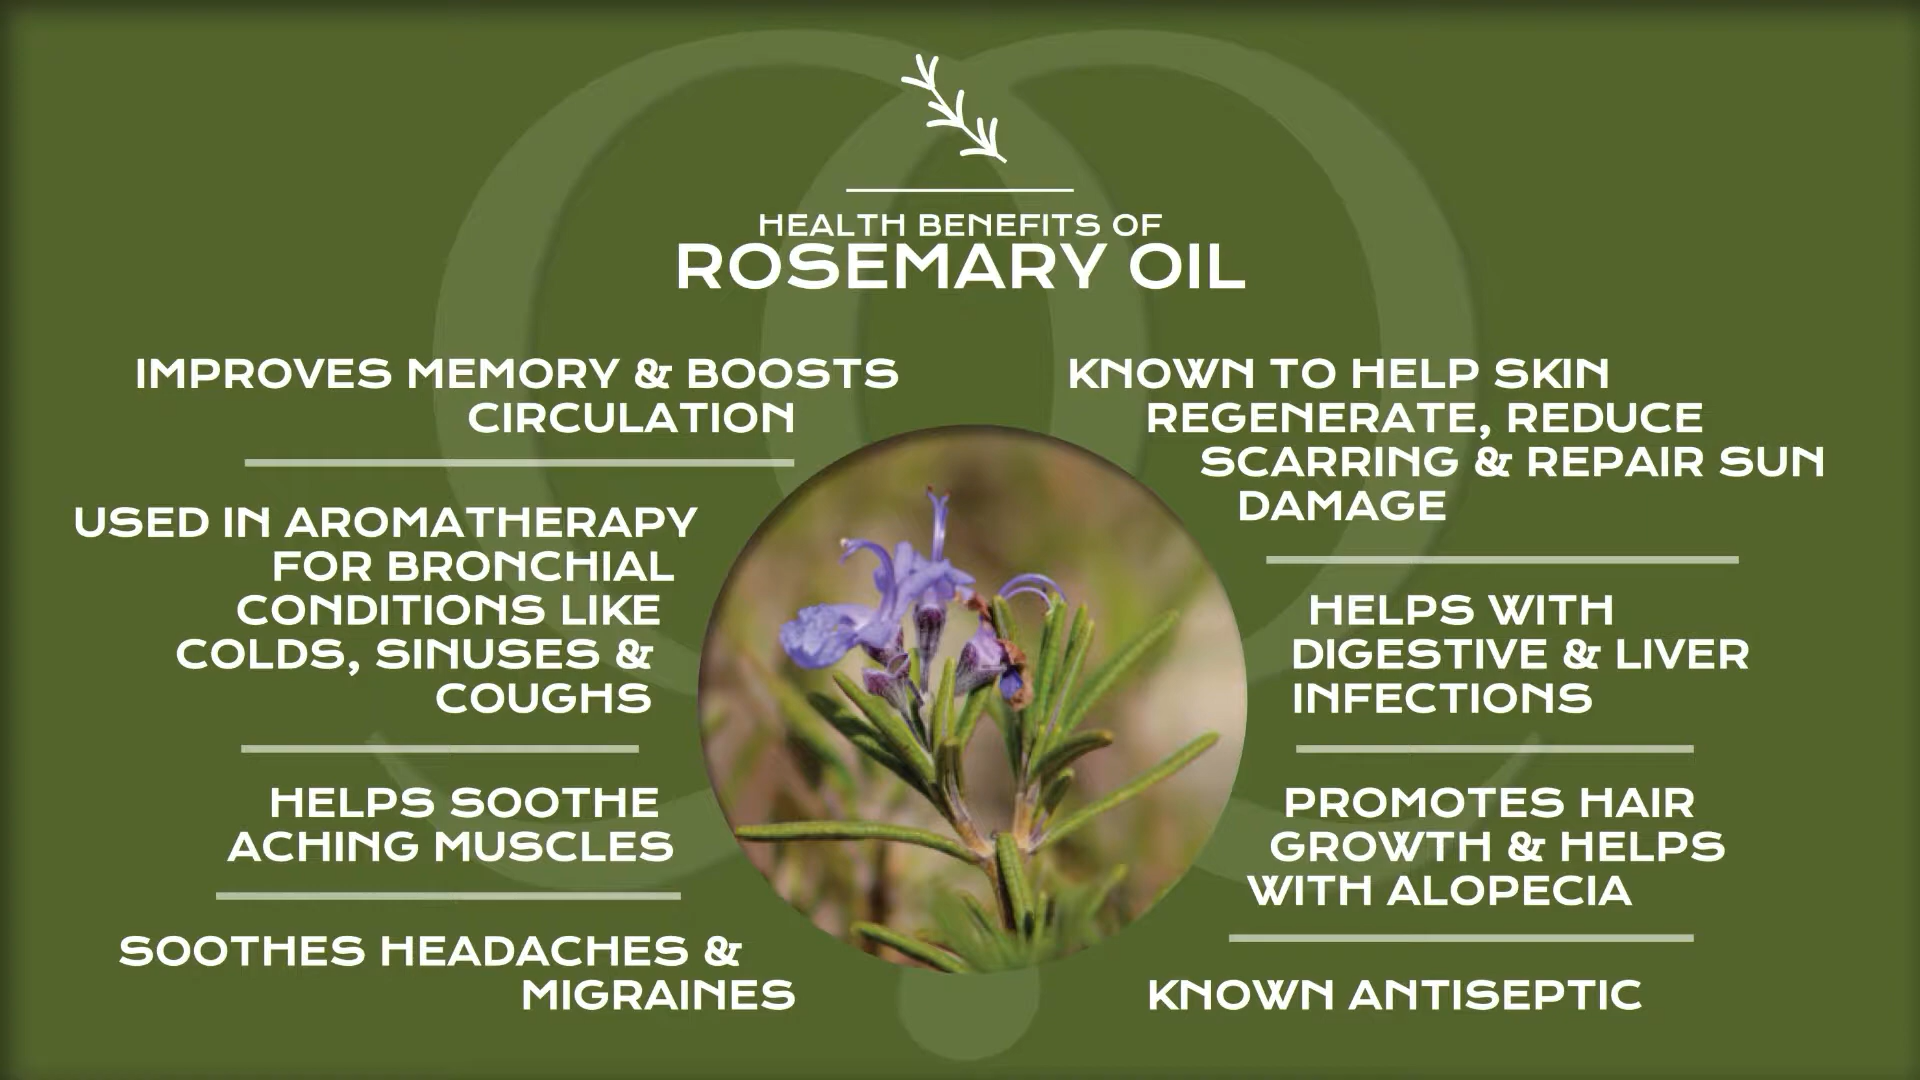 HEALTH BENEFITS OF
ROSEMARY OIL
IMPROVES MEMORY & BOOSTS
CIRCULATION
USED IN AROMATHERAPY
FOR BRONCHIAL
CONDITIONS LIKE
COLDS, SINUSES &
COUGHS
HELPS SOOTHE
ACHING MUSCLES
SOOTHES HEADACHES &
MIGRAINES
KNOWN TO HELP SKIN
REGENERATE, REDUCE
SCARRING & REPAIR SUN
DAMAGE
HELPS WITH
DIGESTIVE & LIVER
INFECTIONS
PROMOTES HAIR
GROWTH & HELPS
WITH ALOPECIA
KNOWN ANTISEPTIC